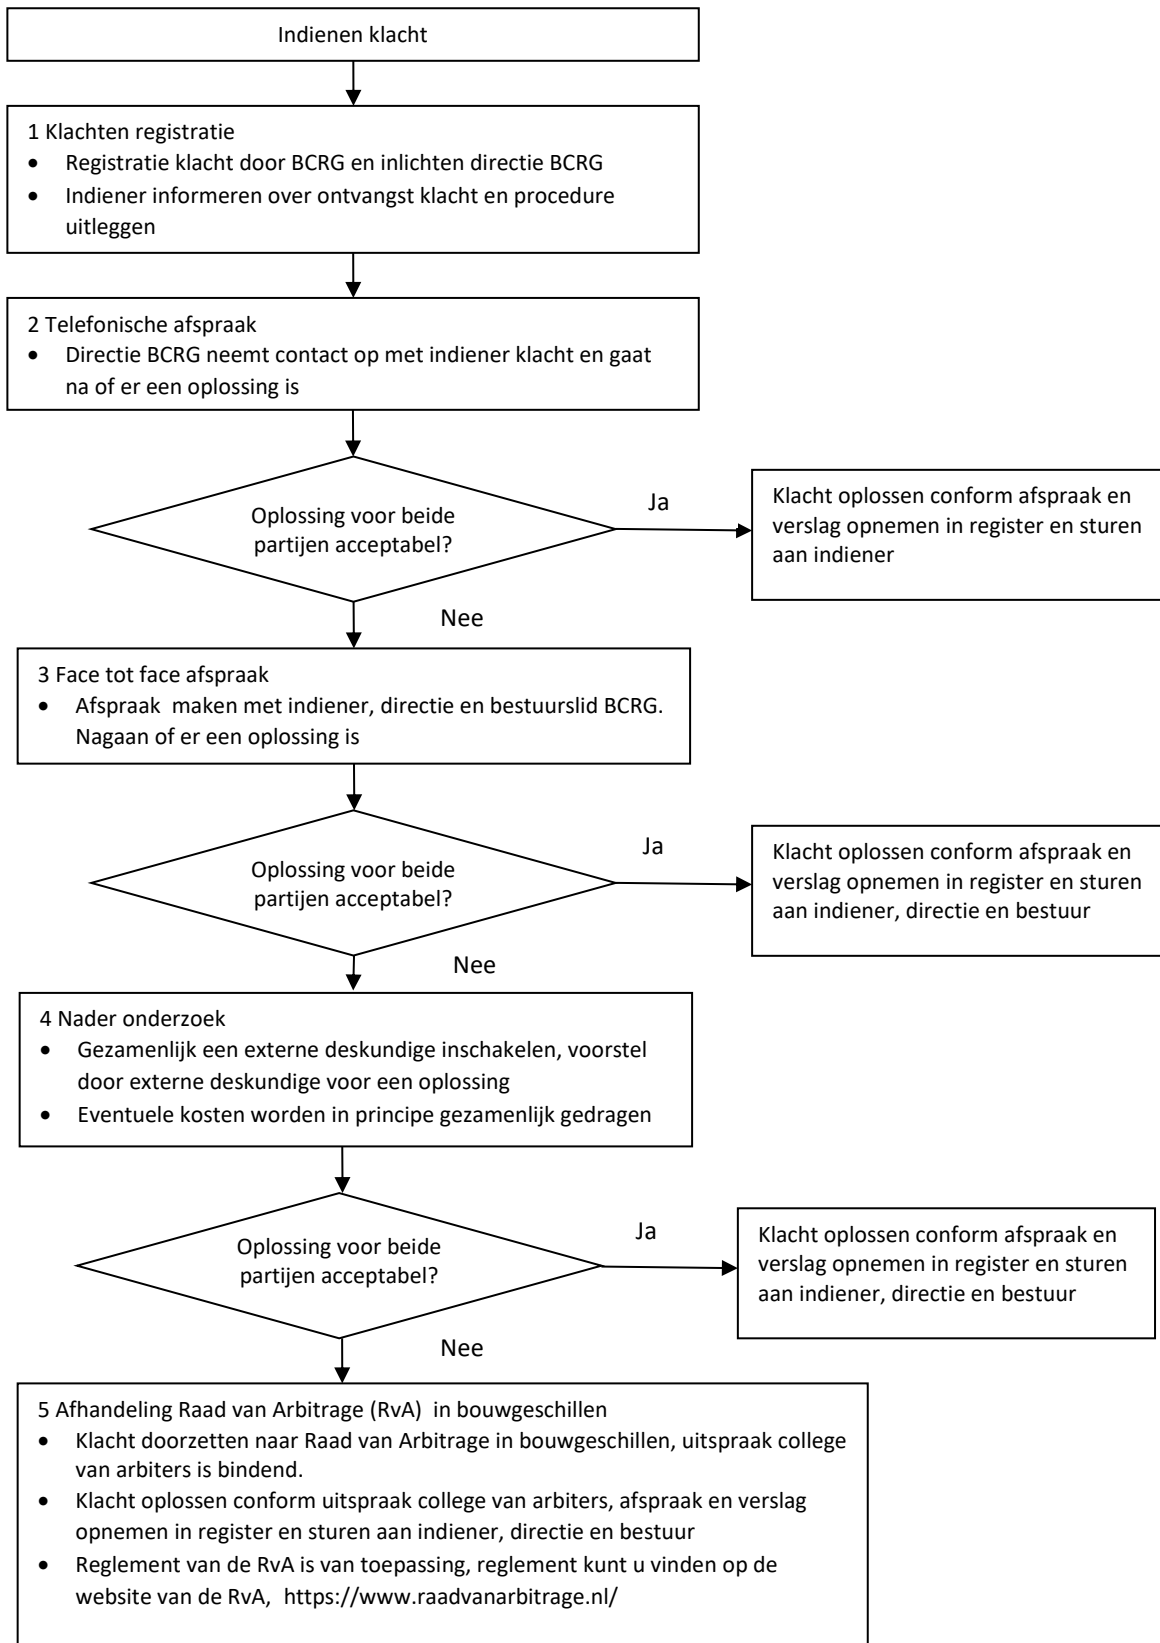 Indienen klacht
1 Klachten registratie
• Registratie klacht door BCRG en inlichten directie BCRG
• Indiener informeren over ontvangst klacht en procedure
uitleggen
2 Telefonische afspraak
• Directie BCRG neemt contact op met indiener klacht en gaat
na of er een oplossing is
Oplossing voor beide
partijen acceptabel?
Ja
Klacht oplossen conform afspraak en
verslag opnemen in register en sturen
aan indiener
Nee
3 Face tot face afspraak
• Afspraak  maken met indiener, directie en bestuurslid BCRG.
Nagaan of er een oplossing is
Oplossing voor beide
partijen acceptabel?
Ja
Klacht oplossen conform afspraak en
verslag opnemen in register en sturen
aan indiener, directie en bestuur
Nee
4 Nader onderzoek
• Gezamenlijk een externe deskundige inschakelen, voorstel
door externe deskundige voor een oplossing
• Eventuele kosten worden in principe gezamenlijk gedragen
Oplossing voor beide
partijen acceptabel?
Ja
Klacht oplossen conform afspraak en
verslag opnemen in register en sturen
aan indiener, directie en bestuur
Nee
5 Afhandeling Raad van Arbitrage (RvA)  in bouwgeschillen
• Klacht doorzetten naar Raad van Arbitrage in bouwgeschillen, uitspraak college
van arbiters is bindend.
• Klacht oplossen conform uitspraak college van arbiters, afspraak en verslag
opnemen in register en sturen aan indiener, directie en bestuur
• Reglement van de RvA is van toepassing, reglement kunt u vinden op de
website van de RvA,  https://www.raadvanarbitrage.nl/